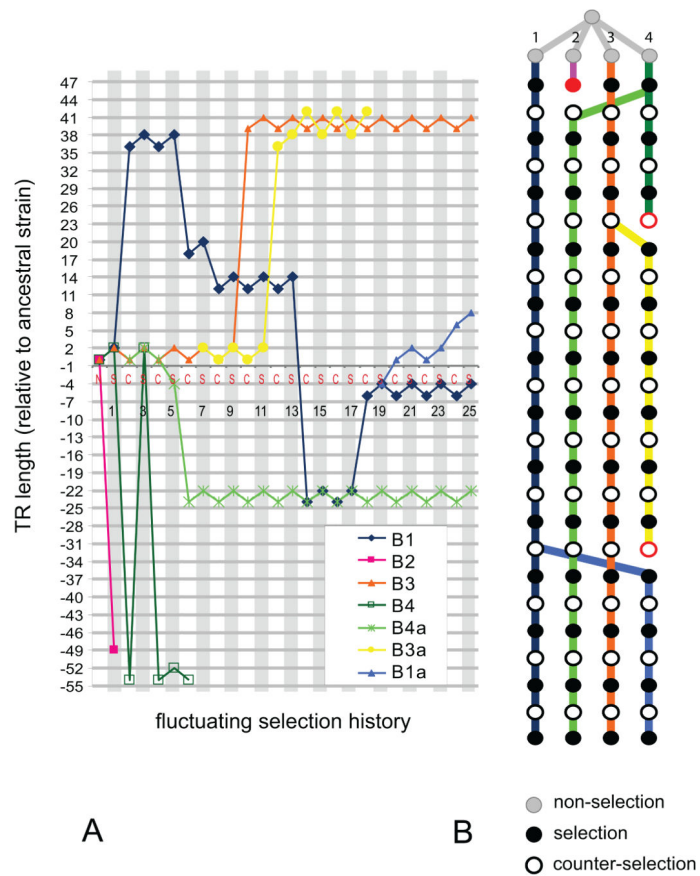 1 2 3 4
47
44
41
38
35
32
29
26
23
20
17
14
11
8
5
2
-1
-4
-7
-10
-13
-16
-19
-22
-25
-28
-31
-34
-37
-40
-43
-46
-49
-52
-55
TR length (relative to ancestral strain)
N S C S C S C S C S C S C S C S C S C S C S C S C S
1 3 5 7 9 11 13 15 17 19 21 23 25
B1
B2
B3
B4
B4a
B3a
B1a
fluctuating selection history
A
B
non-selection
selection
counter-selection